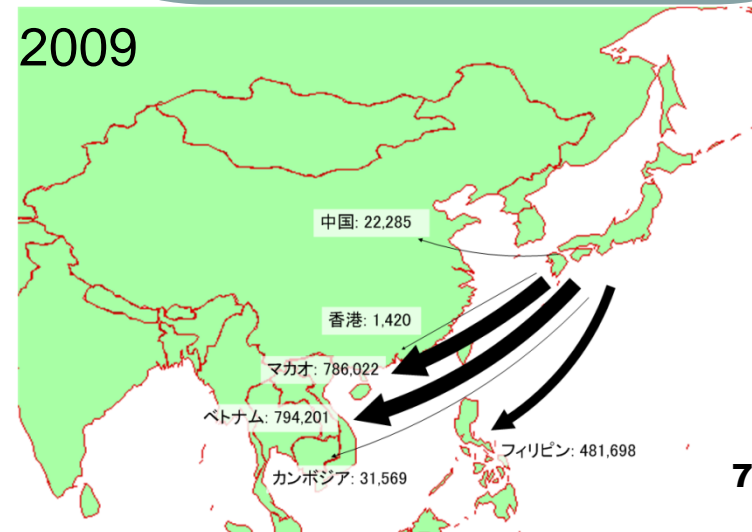 2009
中国: 22,285
香港: 1,420
マカオ: 786,022
ベトナム: 794,201
フィリピン: 481,698
カンボジア: 31,569
7